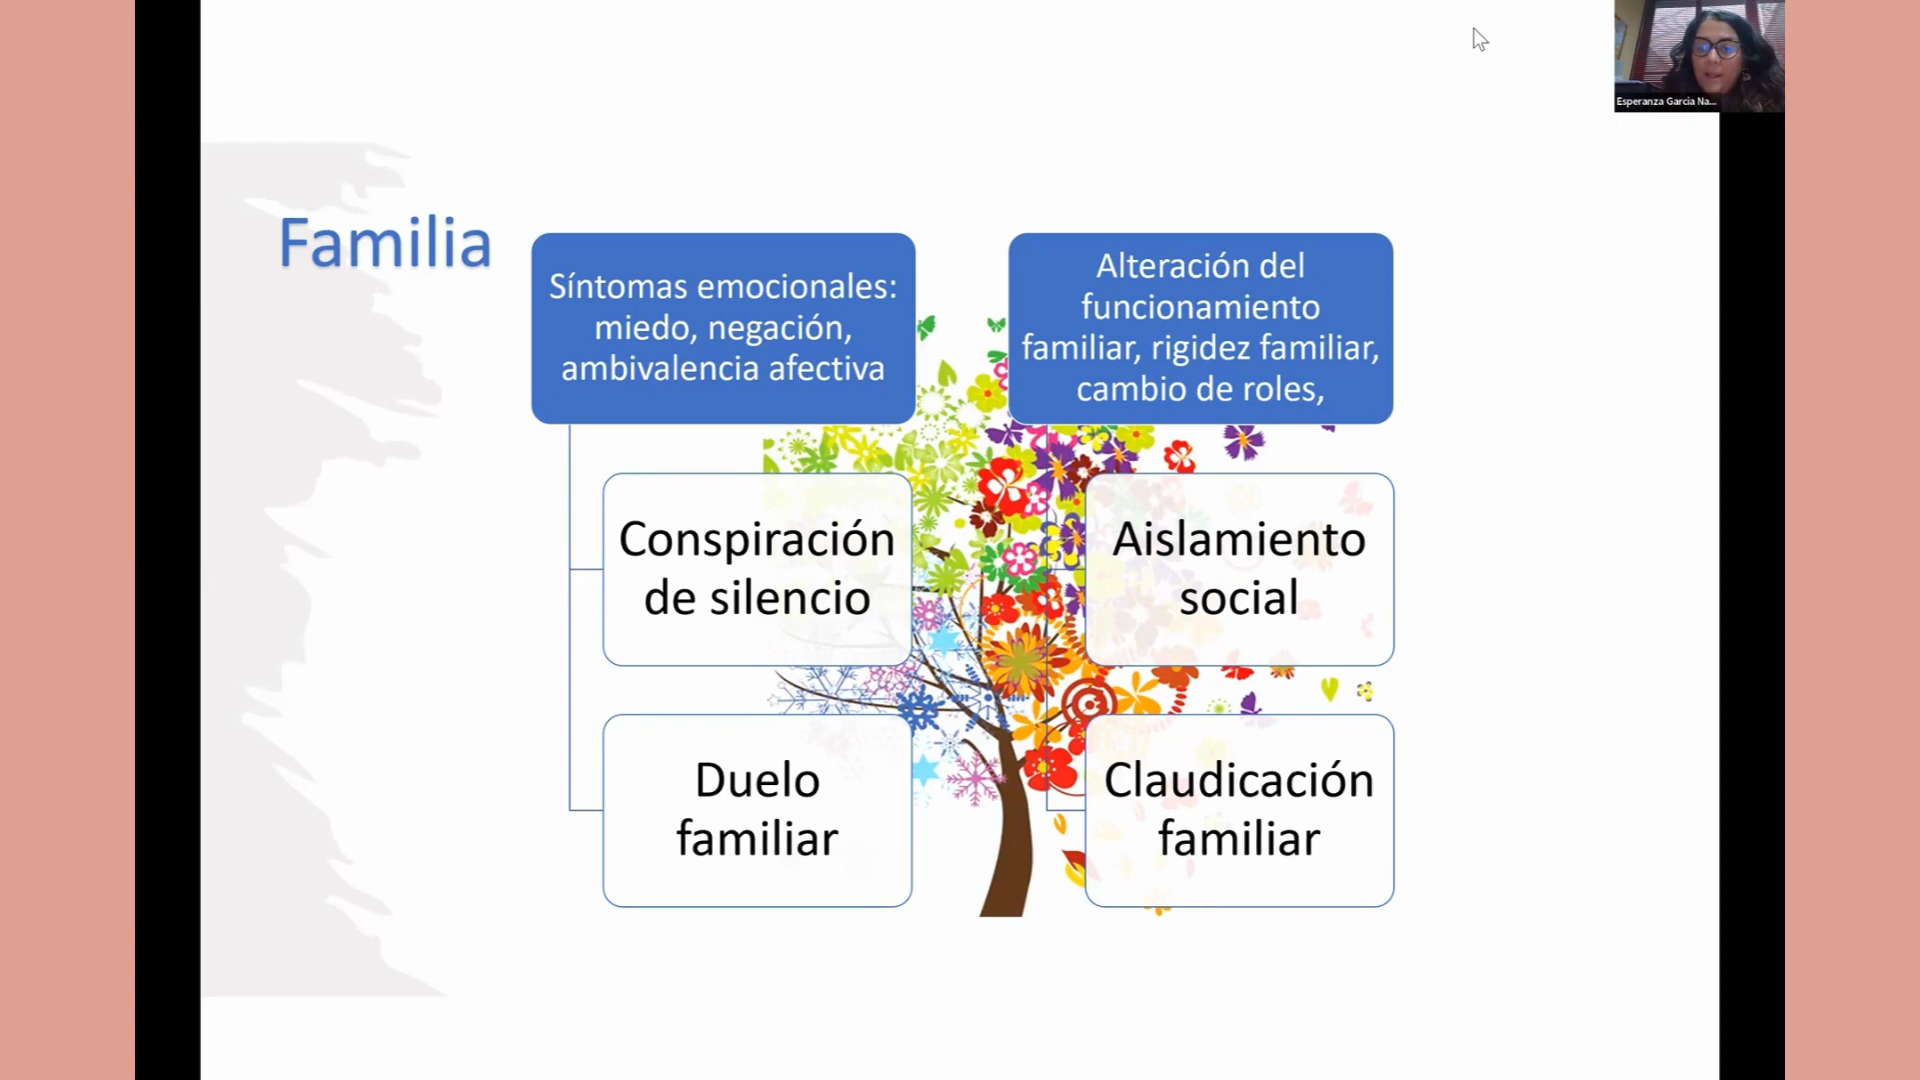 Familia
Síntomas emocionales:
miedo, negación,
ambivalencia afectiva
Conspiración
de silencio
Duelo
familiar
Alteración del
funcionamiento
familiar, rigidez familiar,
cambio de roles,
Aislamiento
social
Claudicación
familiar
Esperanza Garcia Na...